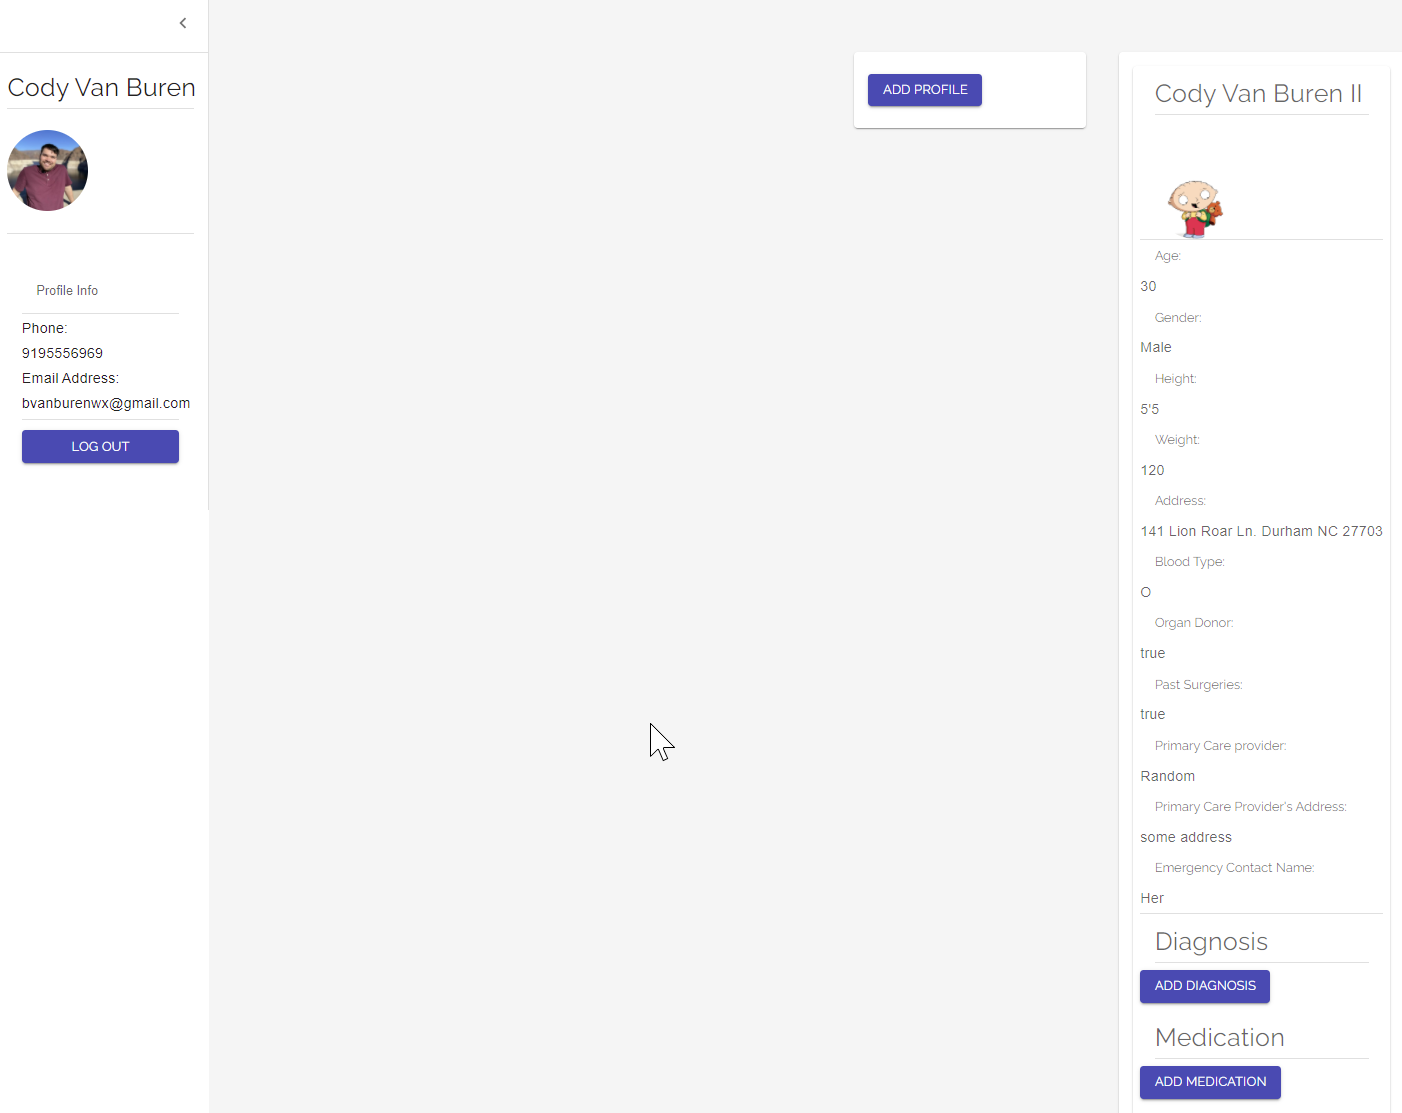 Cody Van Buren
Profile Info
Phone:
9195556969
Email Address:
bvanburenwx@gmail.com
LOG OUT
ADD PROFILE
Cody Van Buren II
Age:
30
Gender:
Male
Height:
5'5
Weight:
120
Address:
141 Lion Roar Ln. Durham NC 27703
Blood Type:
O
Organ Donor:
true
Past Surgeries:
true
Primary Care provider:
Random
Primary Care Provider's Address:
some address
Emergency Contact Name:
Her
Diagnosis
ADD DIAGNOSIS
Medication
ADD MEDICATION